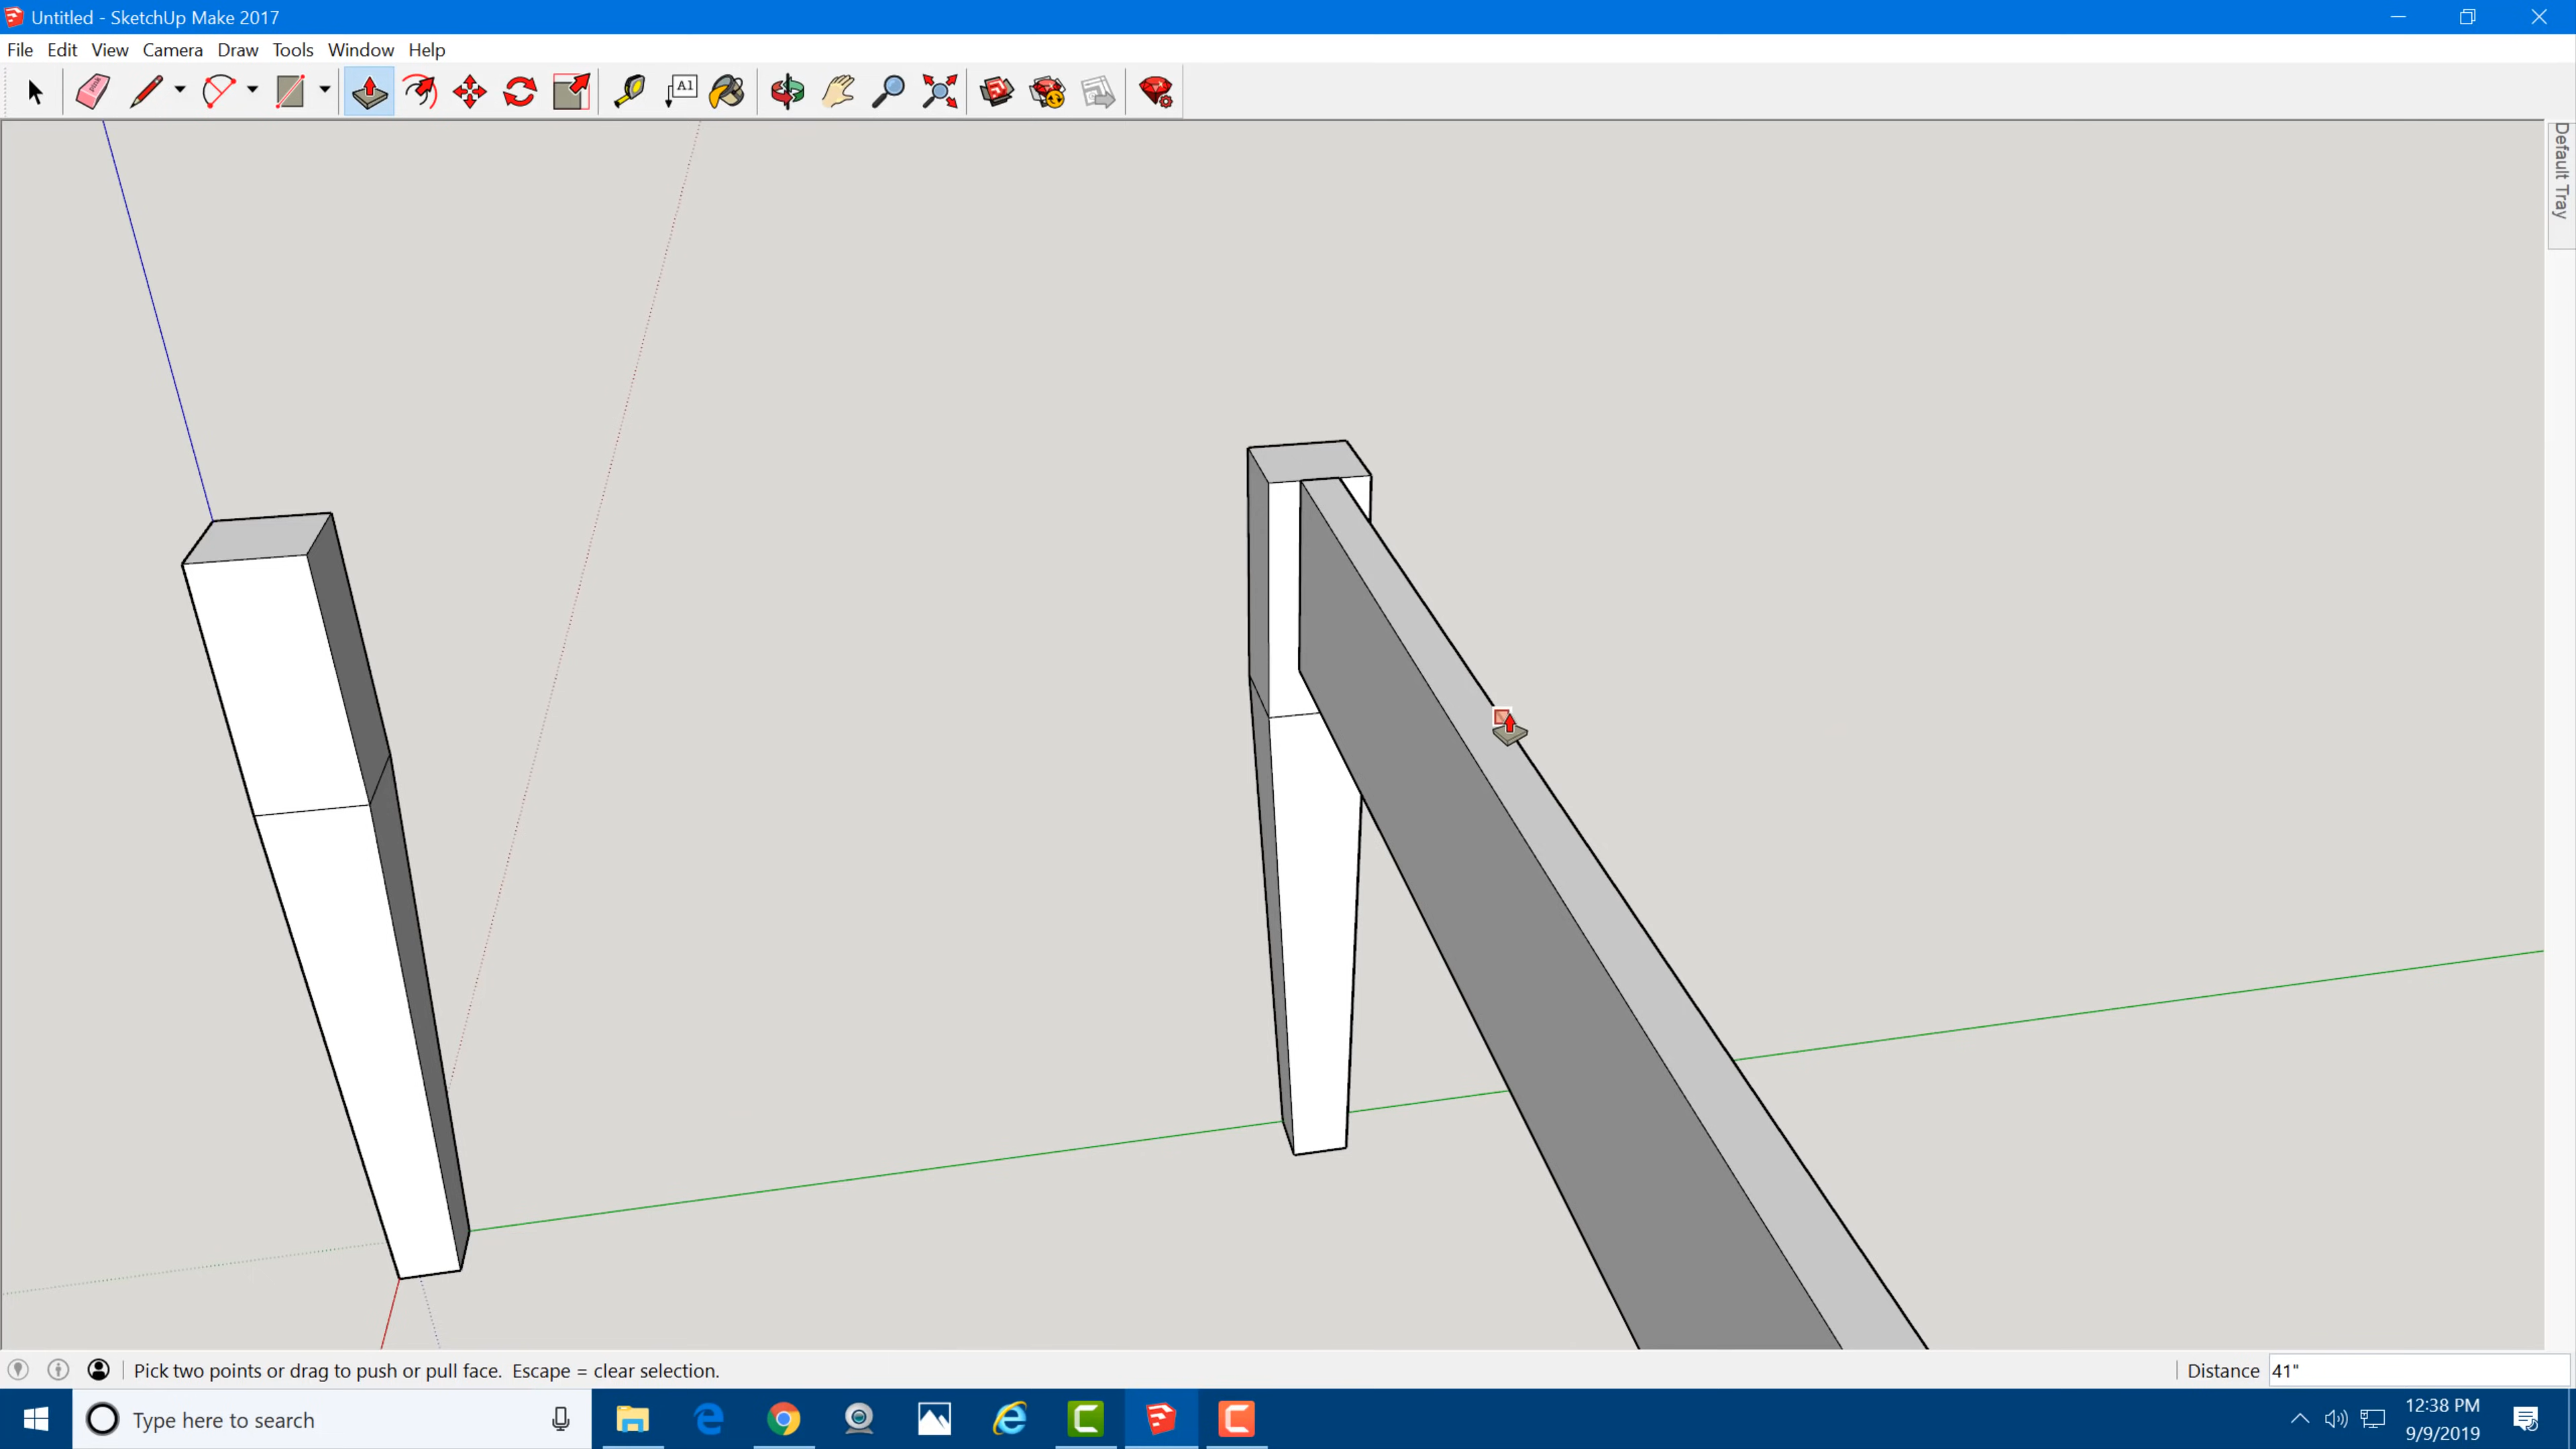 Untitled - SketchUp Make 2017
File Edit View Camera Draw Tools Window Help
A1
Default Tray
Pick two points or drag to push or pull face. Escape = clear selection.
Distance 41"
Type here to search
12:38 PM
9/9/2019